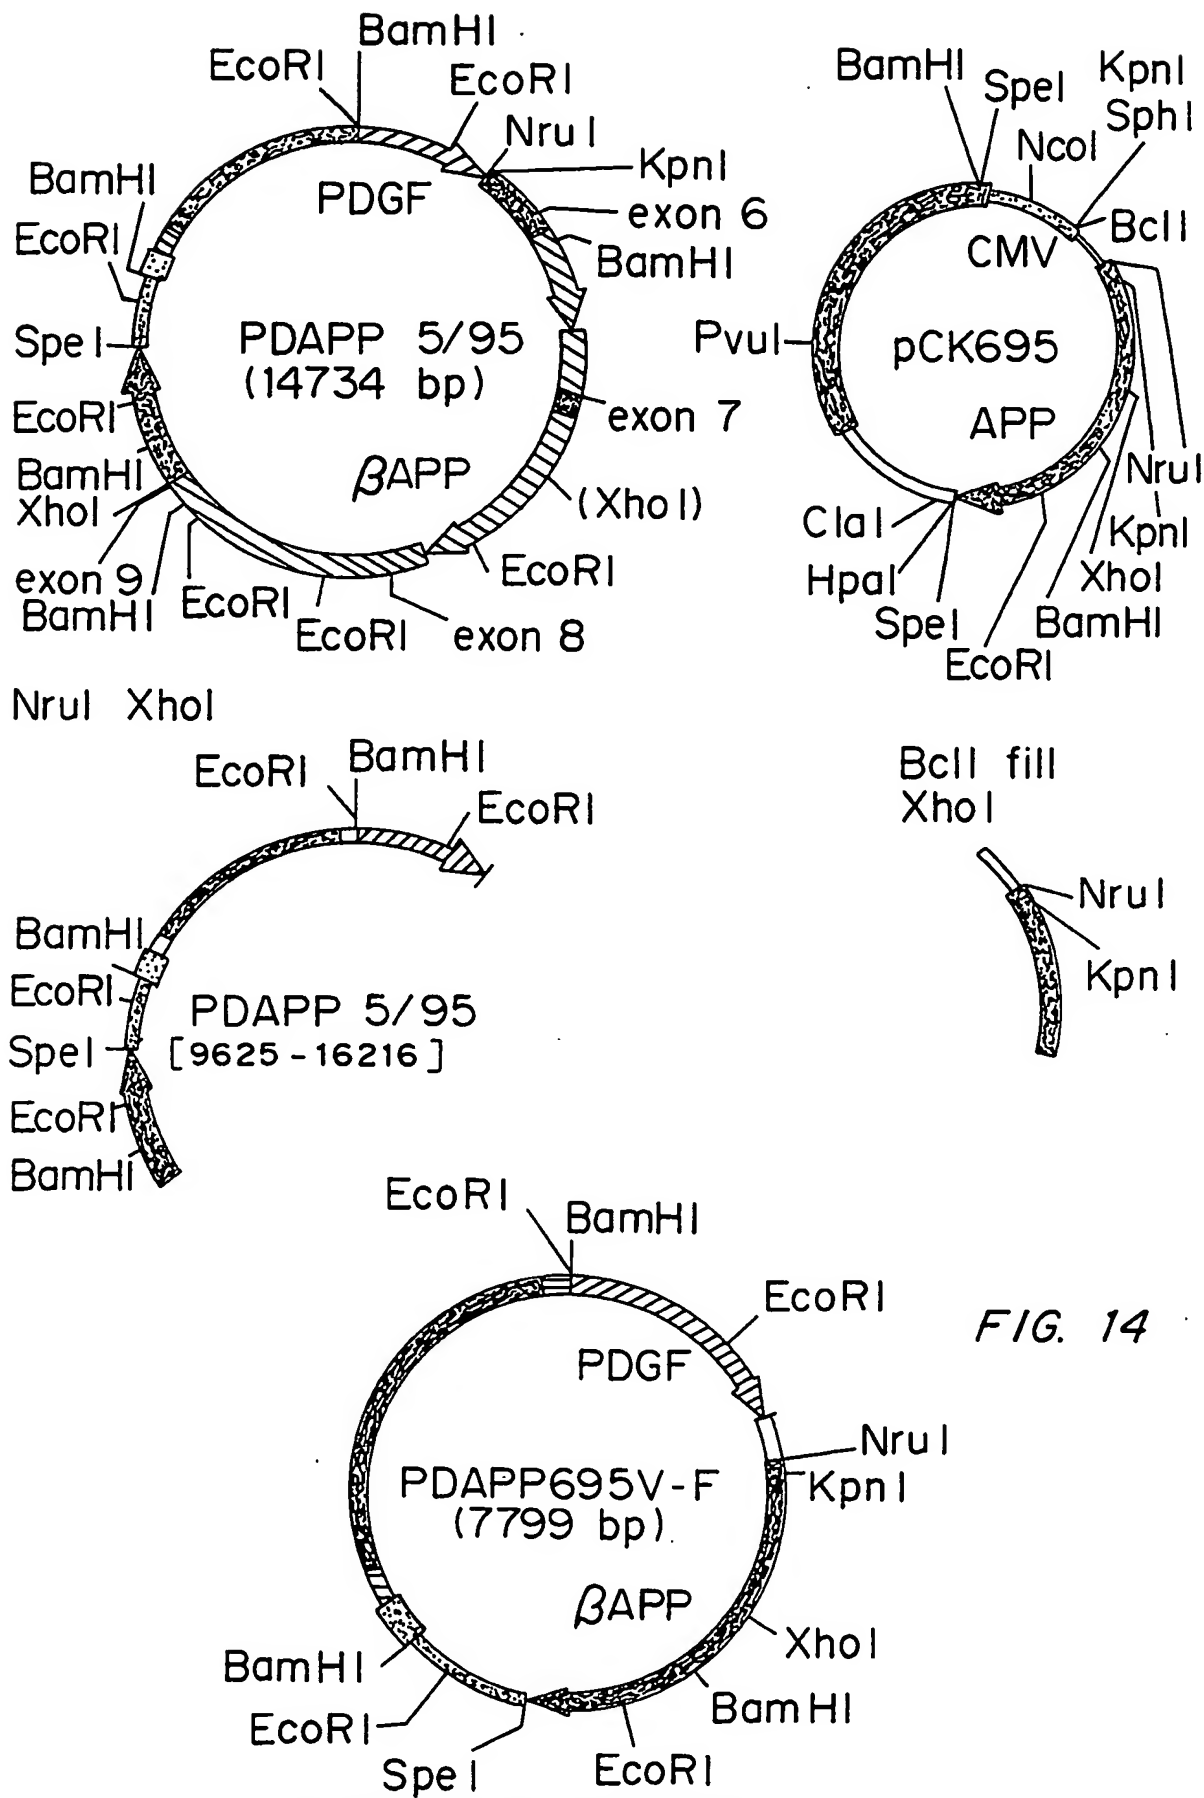 BamHI
EcoRI
EcoRI
NruI
KpnI
BamHI
PDGF
exon 6
EcoRI
BamHI
SpeI
PDAPP 5/95
(14734 bp)
exon 7
EcoRI
βAPP
BamHI
XhoI
(XhoI)
exon 9
EcoRI
BamHI
EcoRI
EcoRI
exon 8
BamHI
SpeI
KpnI
SphI
NcoI
BclI
CMV
PvuI
pCK695
APP
NruI
ClaI
KpnI
HpaI
XhoI
SpeI
BamHI
EcoRI
NruI XhoI
EcoRI
BamHI
EcoRI
BamHI
EcoRI
PDAPP 5/95
SpeI
[9625-16216]
EcoRI
BamHI
BclI fill
XhoI
NruI
KpnI
EcoRI
BamHI
EcoRI
FIG. 14
PDGF
NruI
PDAPP695V-F
KpnI
(7799 bp)
βAPP
XhoI
BamHI
BamHI
EcoRI
SpeI
EcoRI